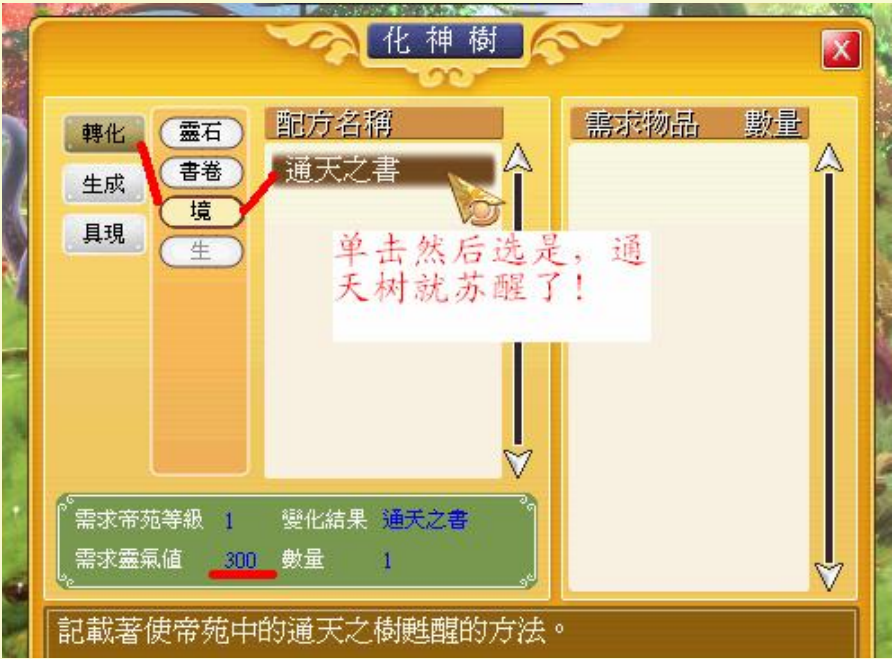 化神樹
X
轉化
生成
具現
靈石
書卷
境
生
配方名稱
通天之書
需求物品 數量
单击然后选是，通
天树就苏醒了！
需求帝苑等級 1 變化結果 通天之書
需求靈氣值 300 數量 1
記載著使帝苑中的通天之樹甦醒的方法。